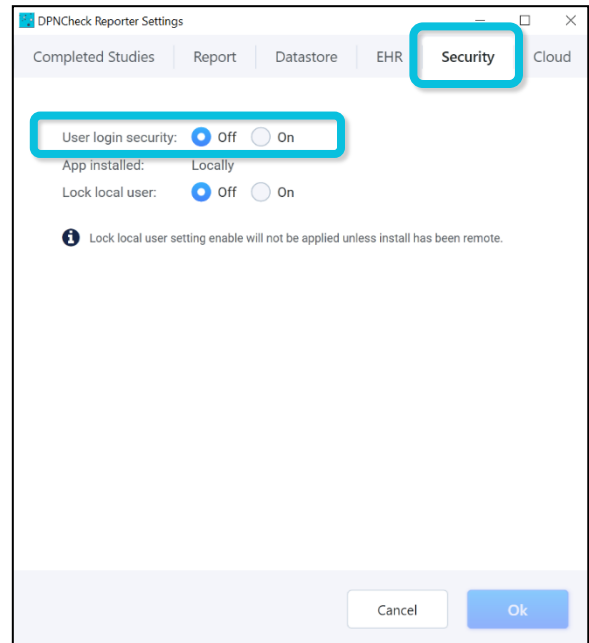 DPNCheck Reporter Settings
Completed Studies Report Datastore EHR Security Cloud
User login security: Off On
App installed: Locally
Lock local user: Off On
Lock local user setting enable will not be applied unless install has been remote.
Cancel Ok